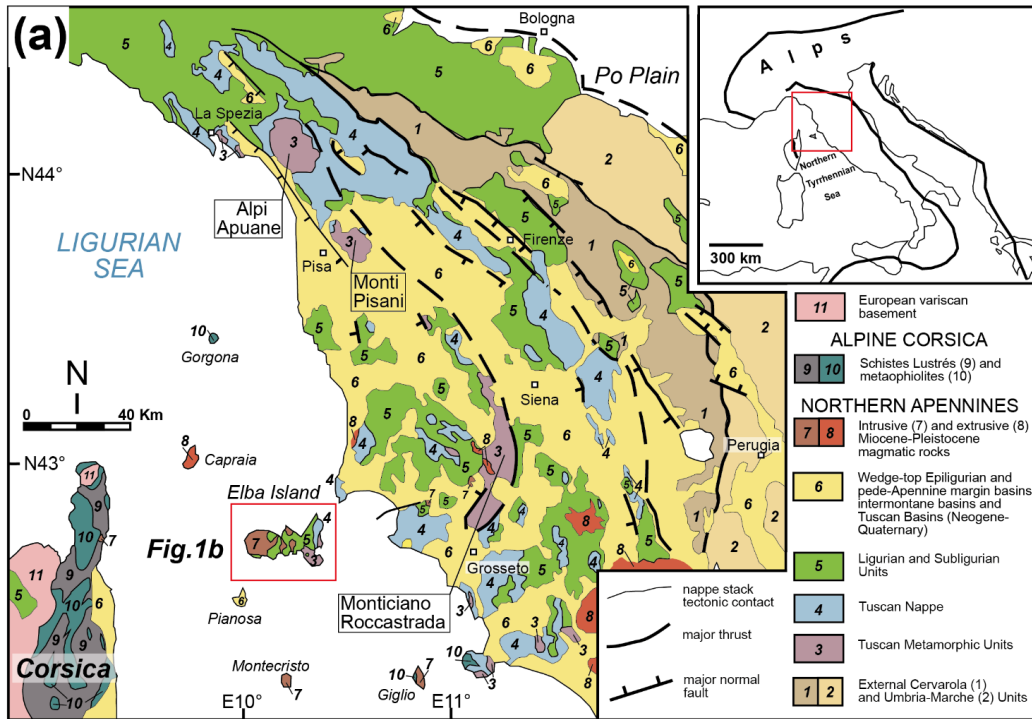 (a)
Bologna
Po Plain
La Spezia
N44°
Alpi
Apuane
LIGURIAN
SEA
Pisa
Firenze
Monti
Pisani
Gorgona
N
0 20 40 Km
Siena
Perugia
N43°
Capraia
Elba Island
Fig.1b
Grosseto
Pianosa
Monticiano
Roccastrada
Corsica
Montecristo
Giglio
E10°
E11°
Alps
A
Northern
Tyrrhennian
Sea
300 km
11 European variscan
basement
ALPINE CORSICA
9 10 Schistes Lustrés (9) and
metaophiolites (10)
NORTHERN APENNINES
7 8 Intrusive (7) and extrusive (8)
Miocene-Pleistocene
magmatic rocks
6 Wedge-top Epiligurian and
pede-Apennine margin basins,
intermontane basins and
Tuscan Basins (Neogene-
Quaternary)
5 Ligurian and Subligurian
Units
4 Tuscan Nappe
3 Tuscan Metamorphic Units
1 2 External Cervarola (1)
and Umbria-Marche (2) Units
nappe stack
tectonic contact
major thrust
major normal
fault